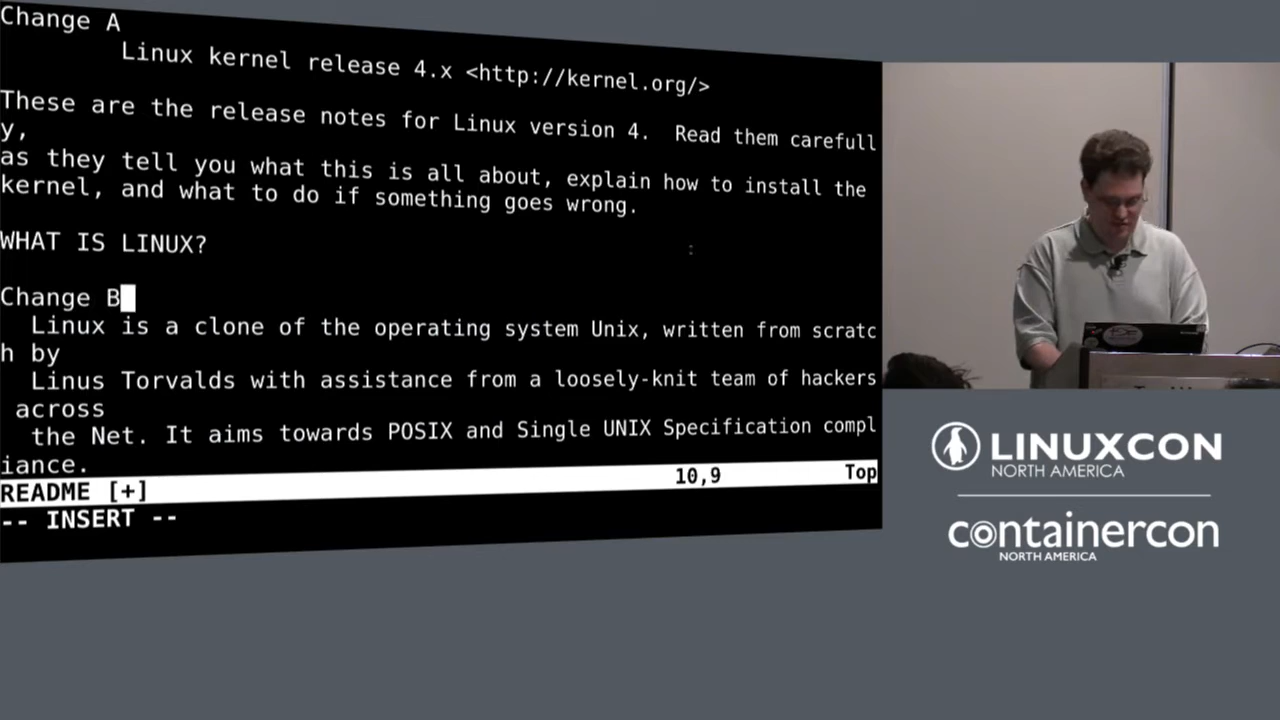 Change A
Linux kernel release 4.x <http://kernel.org/>
These are the release notes for Linux version 4.  Read them carefull
y,
as they tell you what this is all about, explain how to install the
kernel, and what to do if something goes wrong.
WHAT IS LINUX?
:
Change B
Linux is a clone of the operating system Unix, written from scratc
h by
Linus Torvalds with assistance from a loosely-knit team of hackers
across
the Net. It aims towards POSIX and Single UNIX Specification compl
iance.
README [+] 10,9 Top
-- INSERT --
LINUXCON
NORTH AMERICA
containercon
NORTH AMERICA